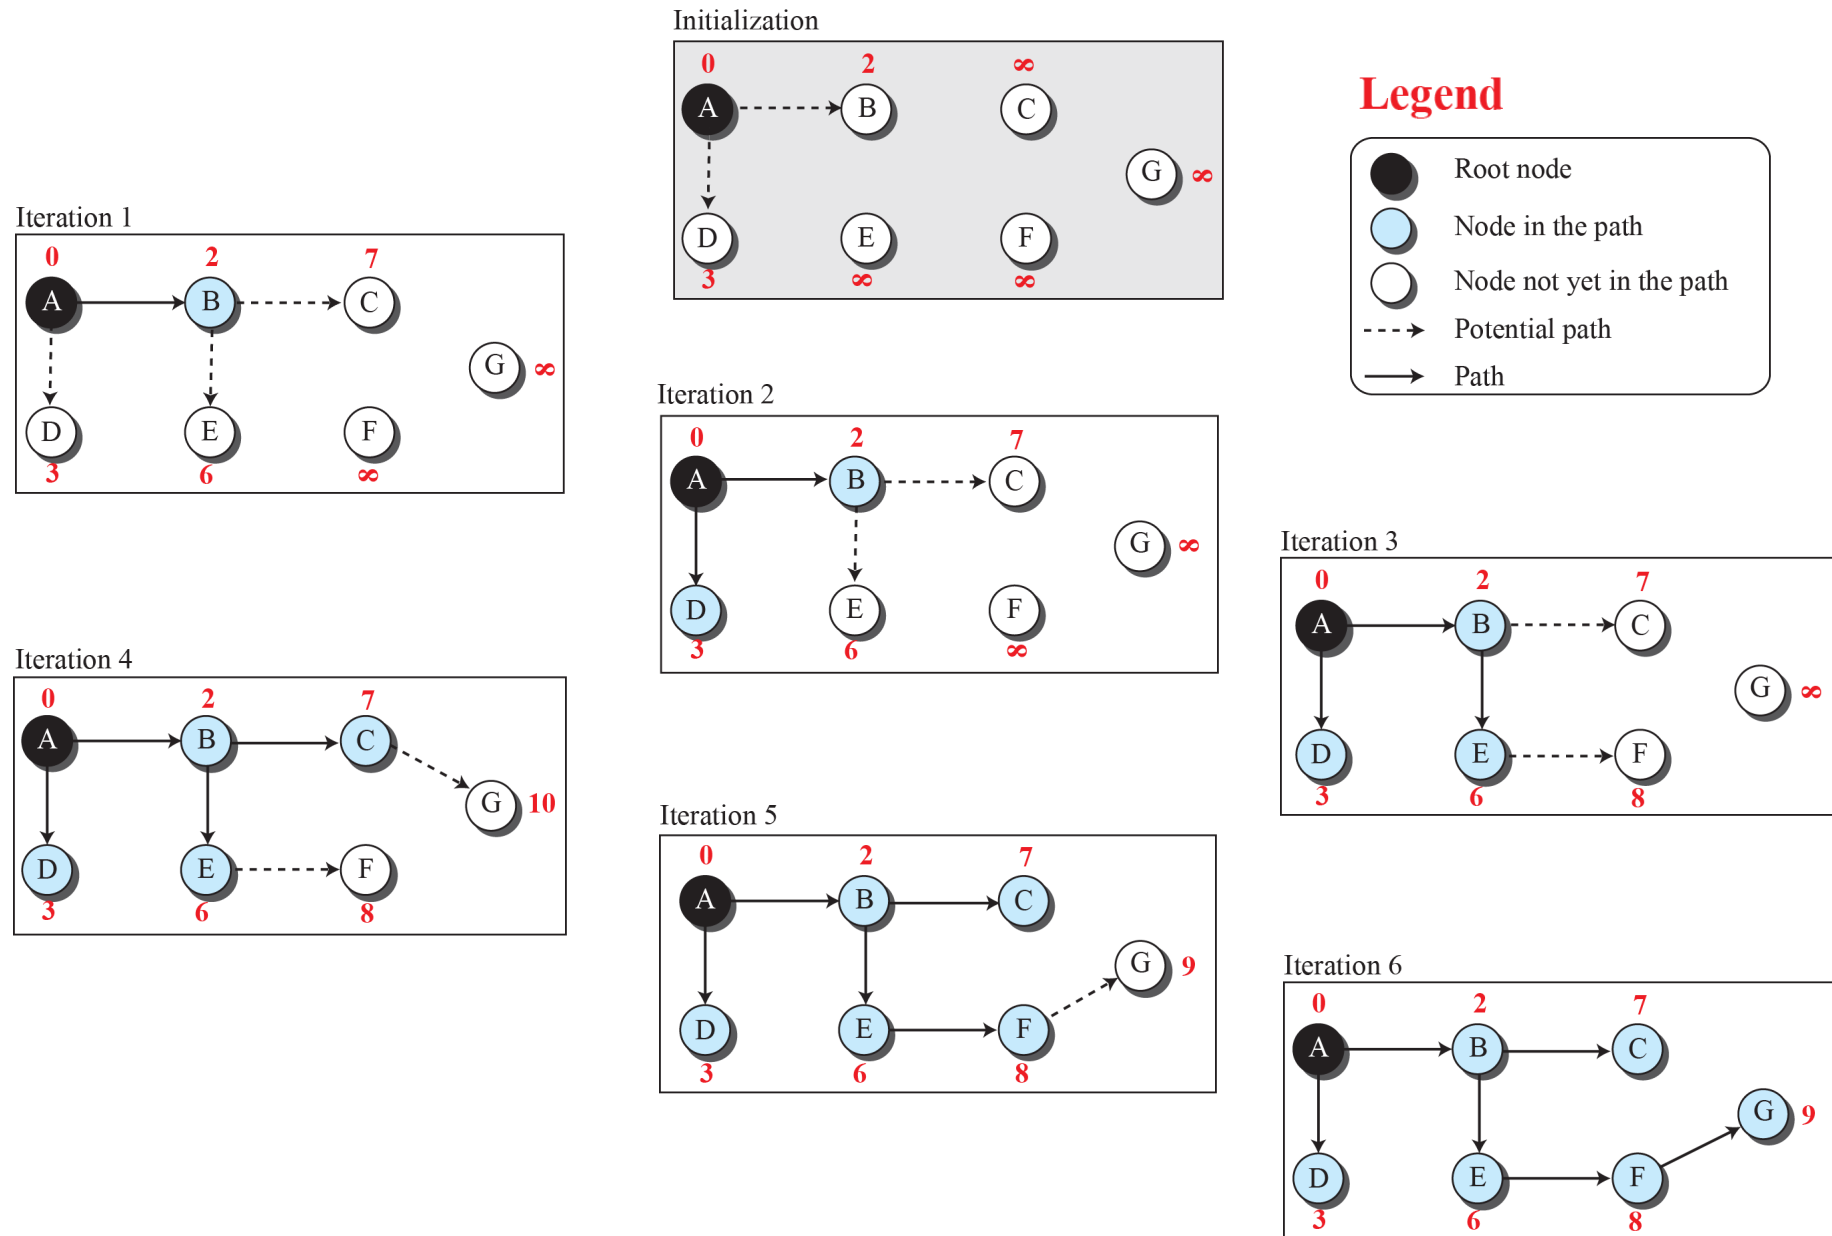 Initialization
0 2 ∞
A B C
G ∞
D E F
3 ∞ ∞
Legend
Root node
Node in the path
Node not yet in the path
Potential path
Path
Iteration 1
0 2 7
A B C
G ∞
D E F
3 6 ∞
Iteration 2
0 2 7
A B C
G ∞
D E F
3 6 ∞
Iteration 3
0 2 7
A B C
G ∞
D E F
3 6 8
Iteration 4
0 2 7
A B C
G 10
D E F
3 6 8
Iteration 5
0 2 7
A B C
G 9
D E F
3 6 8
Iteration 6
0 2 7
A B C
G 9
D E F
3 6 8